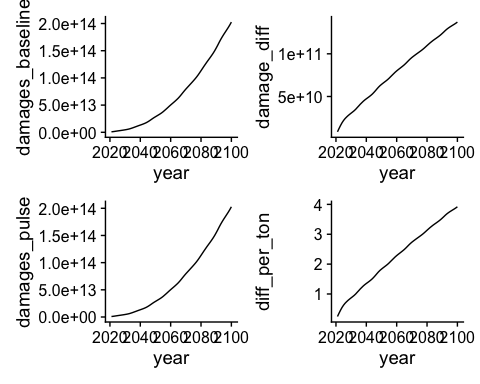 damages_baseline
2.0e+14
1.5e+14
1.0e+14
5.0e+13
0.0e+00
2020 2040 2060 2080 2100
year
damage_diff
1e+11
5e+10
2020 2040 2060 2080 2100
year
damages_pulse
2.0e+14
1.5e+14
1.0e+14
5.0e+13
0.0e+00
2020 2040 2060 2080 2100
year
diff_per_ton
4
3
2
1
2020 2040 2060 2080 2100
year